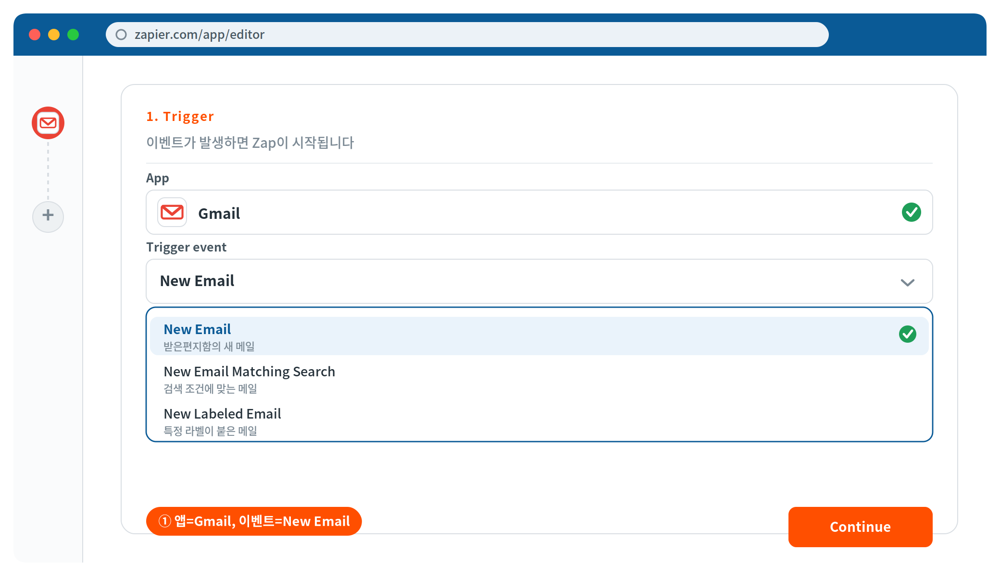 zapier.com/app/editor
1. Trigger
이벤트가 발생하면 Zap이 시작됩니다
App
Gmail
Trigger event
New Email
New Email
받은편지함의 새 메일
New Email Matching Search
검색 조건에 맞는 메일
New Labeled Email
특정 라벨이 붙은 메일
① 앱=Gmail, 이벤트=New Email
Continue